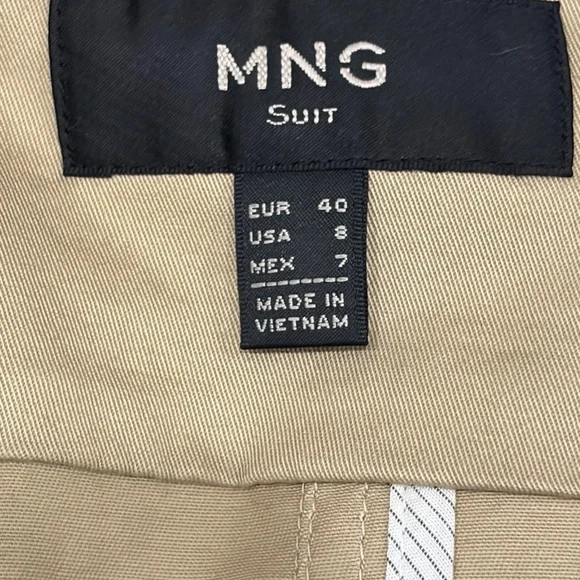 MNG
SUIT
EUR 40
USA 8
MEX 7
MADE IN
VIETNAM